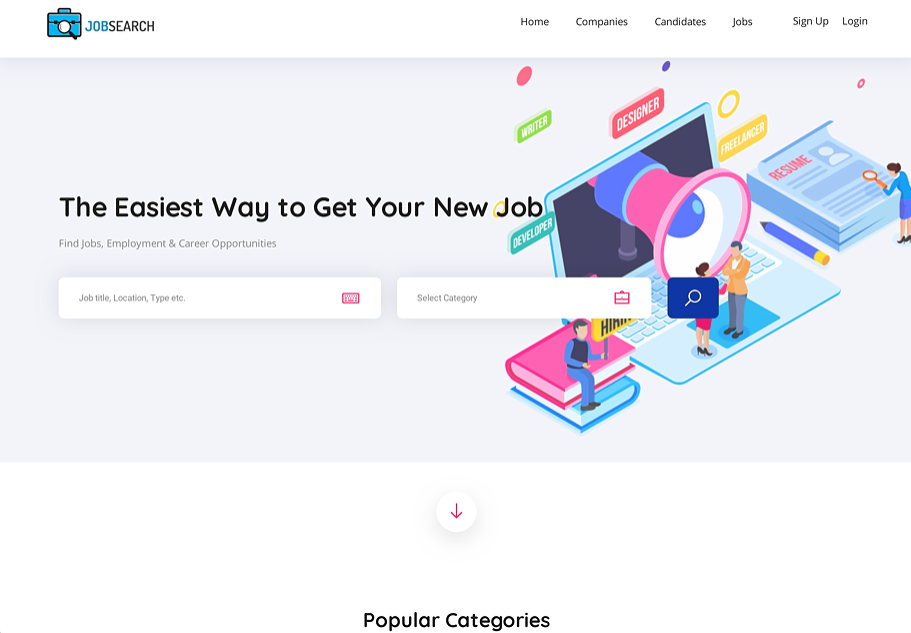 JOBSEARCH
Home
Companies
Candidates
Jobs
Sign Up
Login
WRITER
DESIGNER
FREELANCER
RESUME
The Easiest Way to Get Your New Job
DEVELOPER
Find Jobs, Employment & Career Opportunities
Job title, Location, Type etc.
Select Category
Popular Categories